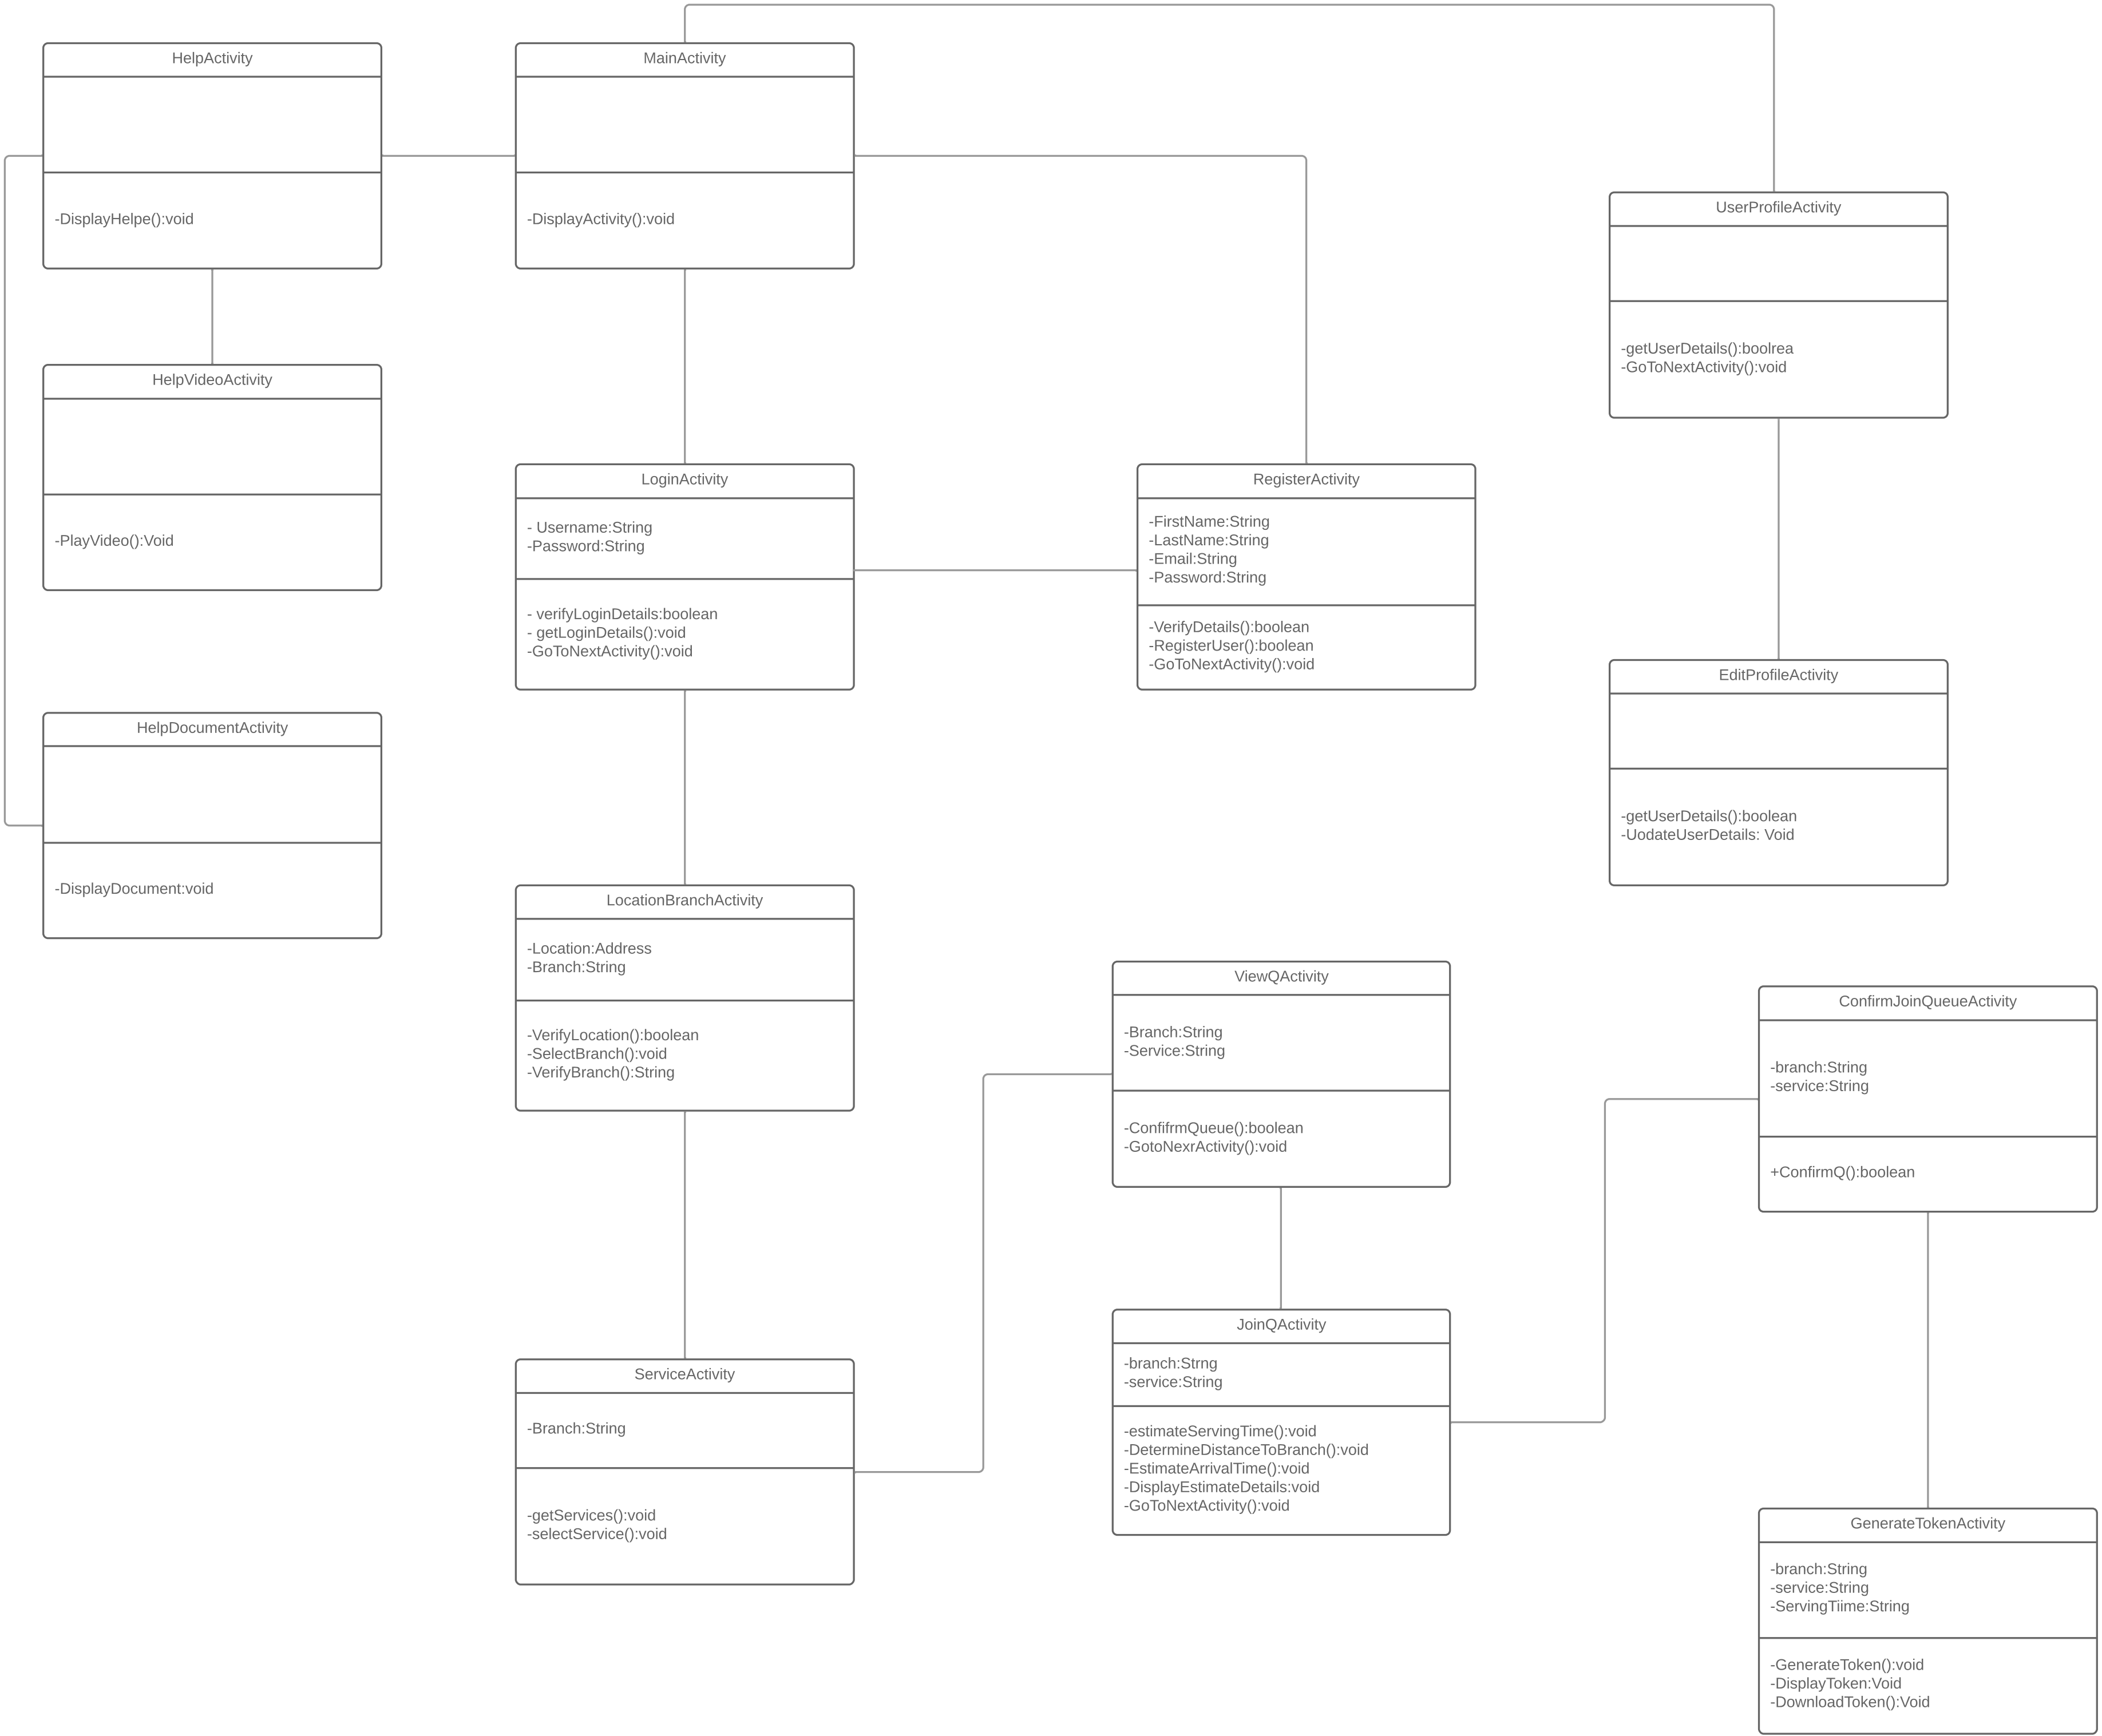 HelpActivity
-DisplayHelpe():void
MainActivity
-DisplayActivity():void
UserProfileActivity
-getUserDetails():boolrea
-GoToNextActivity():void
HelpVideoActivity
-PlayVideo():Void
LoginActivity
- Username:String
-Password:String
- verifyLoginDetails:boolean
- getLoginDetails():void
-GoToNextActivity():void
RegisterActivity
-FirstName:String
-LastName:String
-Email:String
-Password:String
-VerifyDetails():boolean
-RegisterUser():boolean
-GoToNextActivity():void
EditProfileActivity
-getUserDetails():boolean
-UodateUserDetails: Void
HelpDocumentActivity
-DisplayDocument:void
LocationBranchActivity
-Location:Address
-Branch:String
-VerifyLocation():boolean
-SelectBranch():void
-VerifyBranch():String
ViewQActivity
-Branch:String
-Service:String
-ConfifrmQueue():boolean
-GotoNexrActivity():void
ConfirmJoinQueueActivity
-branch:String
-service:String
+ConfirmQ():boolean
ServiceActivity
-Branch:String
-getServices():void
-selectService():void
JoinQActivity
-branch:Strng
-service:String
-estimateServingTime():void
-DetermineDistanceToBranch():void
-EstimateArrivalTime():void
-DisplayEstimateDetails:void
-GoToNextActivity():void
GenerateTokenActivity
-branch:String
-service:String
-ServingTiime:String
-GenerateToken():void
-DisplayToken:Void
-DownloadToken():Void